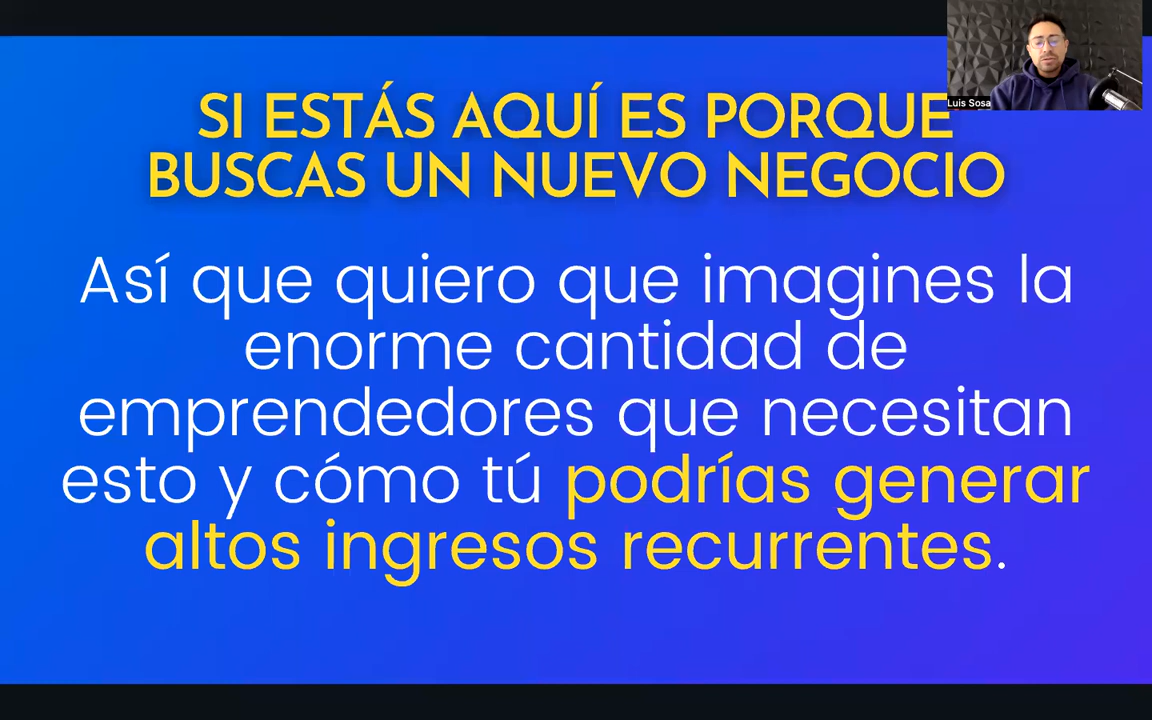 SI ESTÁS AQUÍ ES PORQUE
BUSCAS UN NUEVO NEGOCIO
Luis Sosa
Así que quiero que imagines la
enorme cantidad de
emprendedores que necesitan
esto y cómo tú podrías generar
altos ingresos recurrentes.